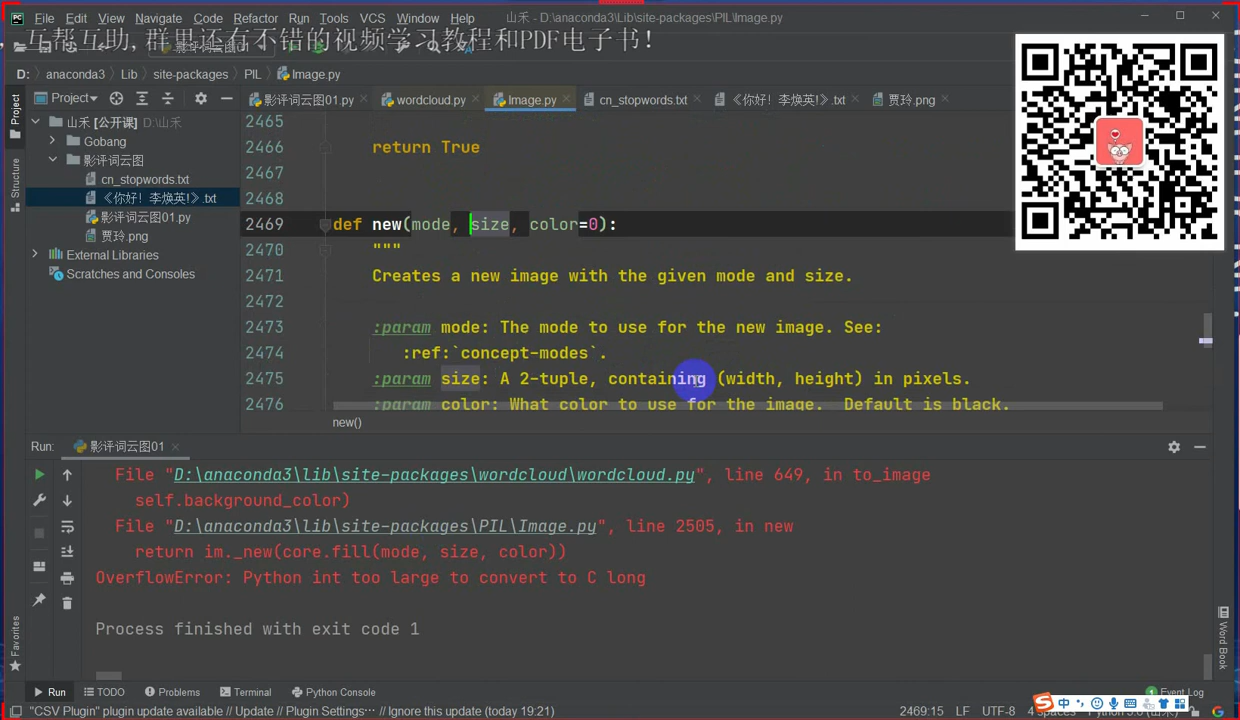 File Edit View Navigate Code Refactor Run Tools VCS Window Help 山禾 - D:\anaconda3\Lib\site-packages\PIL\Image.py
互帮互助,群里还有不错的视频学习教程和PDF电子书!
D: anaconda3 Lib site-packages PIL Image.py
Project
影评词云图01.py wordcloud.py Image.py cn_stopwords.txt 《你好！李焕英!》.txt 贾玲.png
山禾 [公开课] D:\山禾
Gobang
影评词云图
cn_stopwords.txt
《你好！李焕英!》.txt
影评词云图01.py
贾玲.png
External Libraries
Scratches and Consoles
Project
Structure
2465
2466 return True
2467
2468
2469 def new(mode, size, color=0):
2470 """
2471 Creates a new image with the given mode and size.
2472
2473 :param mode: The mode to use for the new image. See:
2474 :ref:`concept-modes`.
2475 :param size: A 2-tuple, containing (width, height) in pixels.
2476 :param color: What color to use for the image.  Default is black.
new()
Run: 影评词云图01
File "D:\anaconda3\lib\site-packages\wordcloud\wordcloud.py", line 649, in to_image
self.background_color)
File "D:\anaconda3\lib\site-packages\PIL\Image.py", line 2505, in new
return im._new(core.fill(mode, size, color))
OverflowError: Python int too large to convert to C long
Process finished with exit code 1
Favorites
Word Book
Run TODO Problems Terminal Python Console 1 Event Log
"CSV Plugin" plugin update available // Update // Plugin Settings... // Ignore this update (today 19:21) 2469:15 LF UTF-8 4 spaces
中